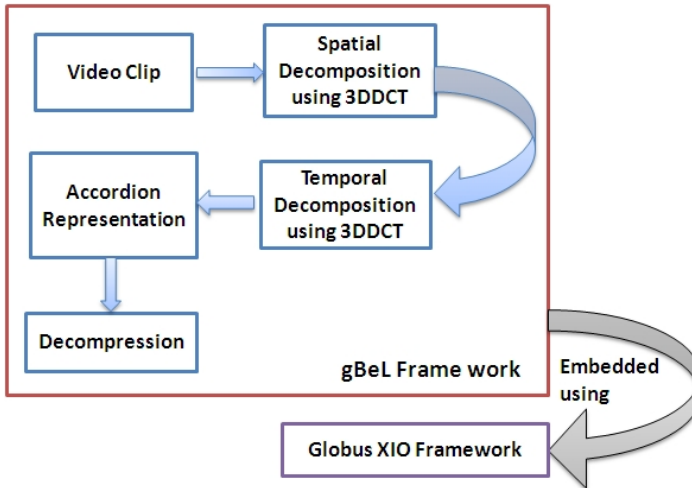 Video Clip
Spatial
Decomposition
using 3DDCT
Accordion
Representation
Temporal
Decomposition
using 3DDCT
Decompression
gBeL Frame work
Embedded
using
Globus XIO Framework